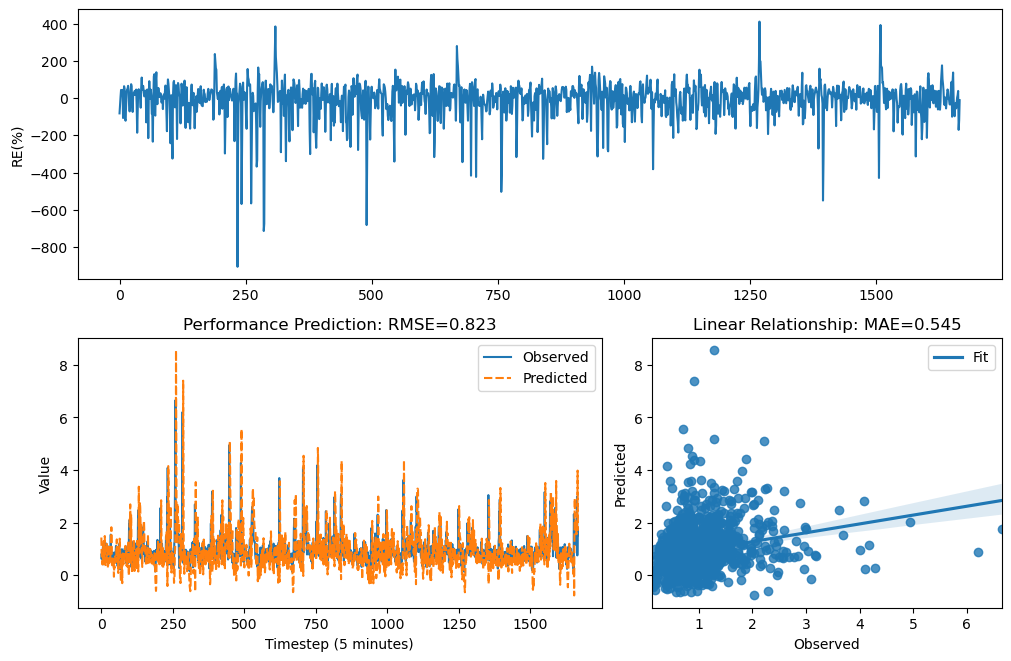 400
200
0
−200
−400
−600
−800
RE(%)
0 250 500 750 1000 1250 1500
Performance Prediction: RMSE=0.823
Observed
Predicted
8
6
4
2
0
Value
0 250 500 750 1000 1250 1500
Timestep (5 minutes)
Linear Relationship: MAE=0.545
Fit
8
6
4
2
0
Predicted
1 2 3 4 5 6
Observed